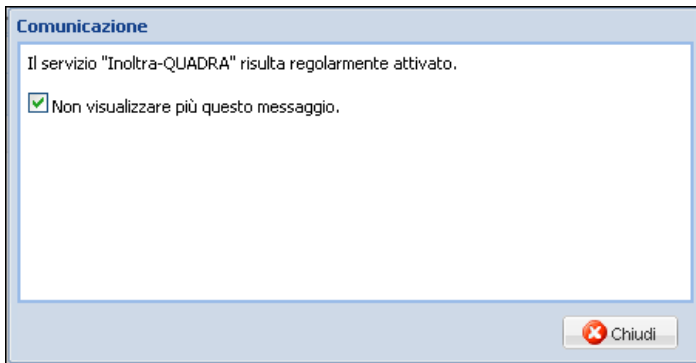 Comunicazione
Il servizio "Inoltra-QUADRA" risulta regolarmente attivato.
Non visualizzare più questo messaggio.
Chiudi